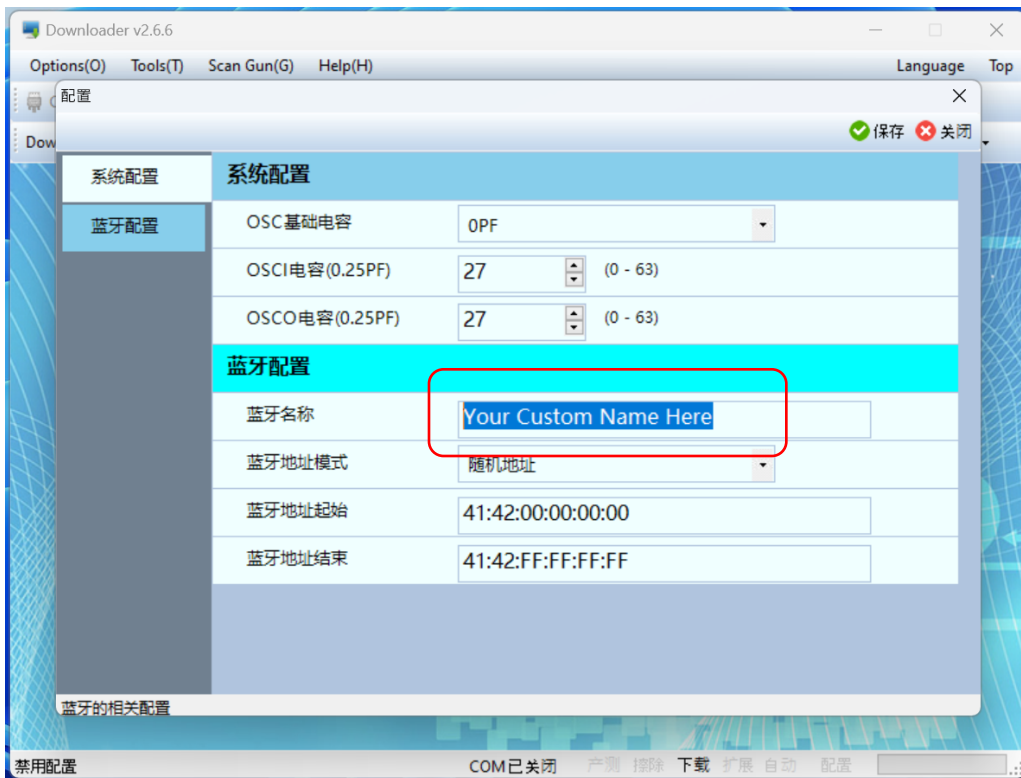 Downloader v2.6.6
Options(O) Tools(T) Scan Gun(G) Help(H) Language Top
配置
保存 关闭
Dow
系统配置
蓝牙配置
系统配置
OSC基础电容 0PF
OSCI电容(0.25PF) 27 (0 - 63)
OSCO电容(0.25PF) 27 (0 - 63)
蓝牙配置
蓝牙名称 Your Custom Name Here
蓝牙地址模式 随机地址
蓝牙地址起始 41:42:00:00:00:00
蓝牙地址结束 41:42:FF:FF:FF:FF
蓝牙的相关配置
禁用配置 COM已关闭 产测 擦除 下载 扩展 自动 配置